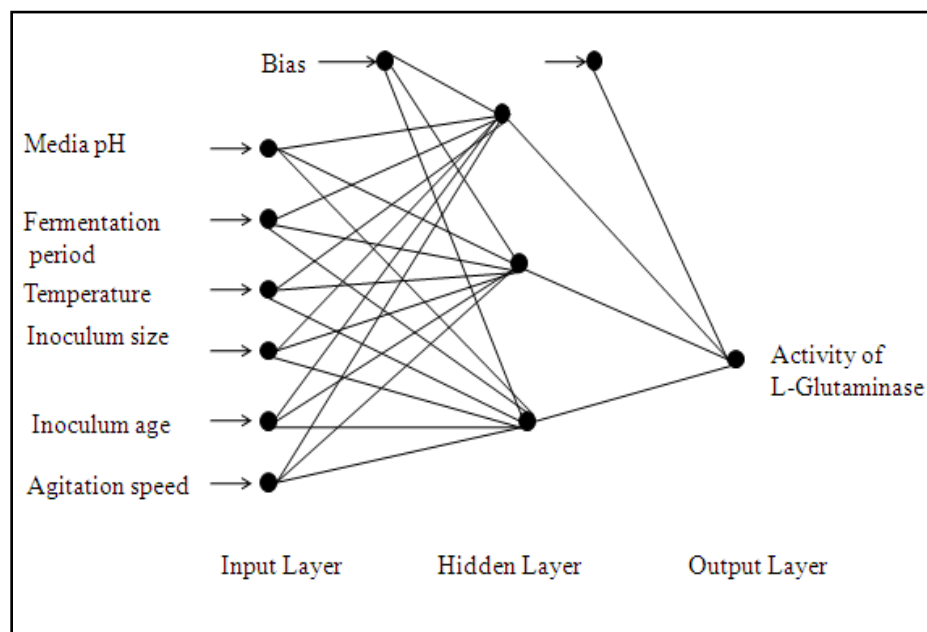 Bias
Media pH
Fermentation
period
Temperature
Inoculum size
Activity of
L-Glutaminase
Inoculum age
Agitation speed
Input Layer Hidden Layer Output Layer